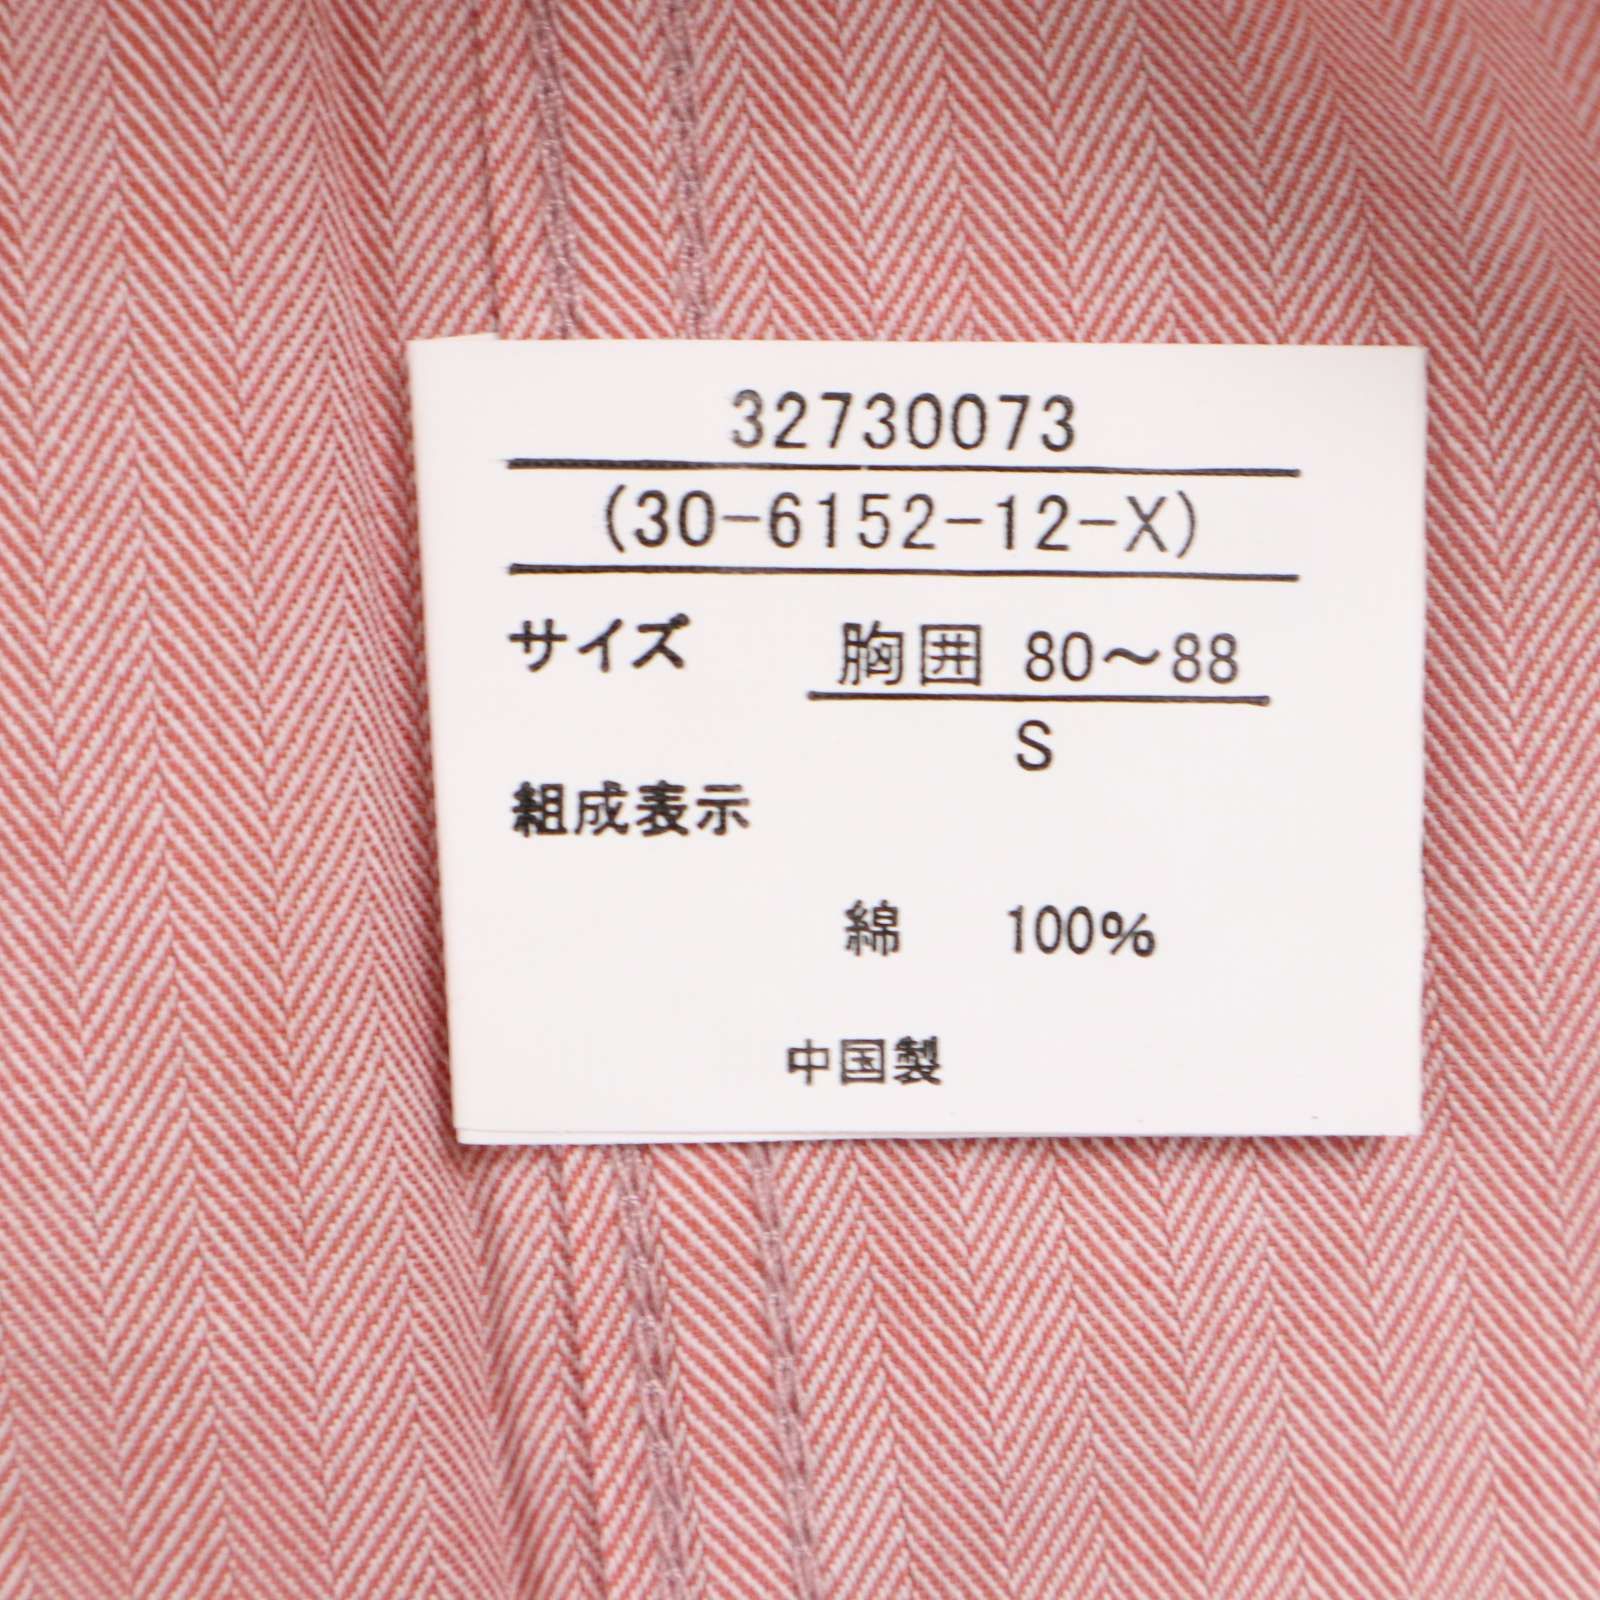 32730073
(30-6152-12-X)
サイズ 胸囲 80～88
S
組成表示
綿 100%
中国製